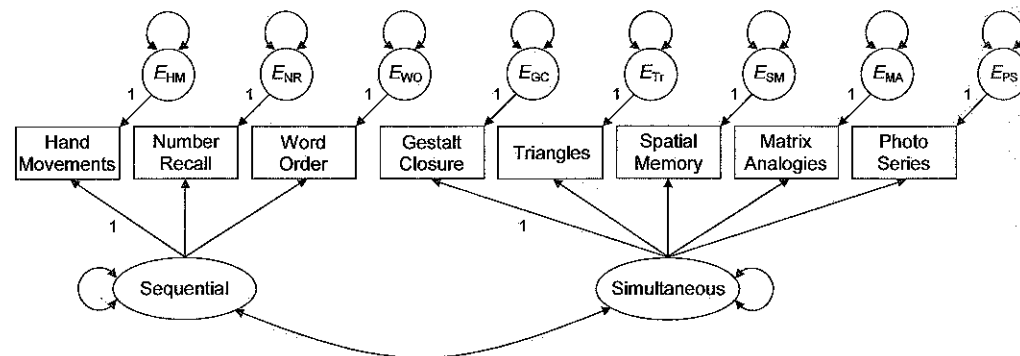 E_HM E_NR E_WO E_GC E_Tr E_SM E_MA E_PS
1 1 1 1 1 1 1 1
Hand Number Word Gestalt Triangles Spatial Matrix Photo
Movements Recall Order Closure Memory Analogies Series
1 1
Sequential Simultaneous